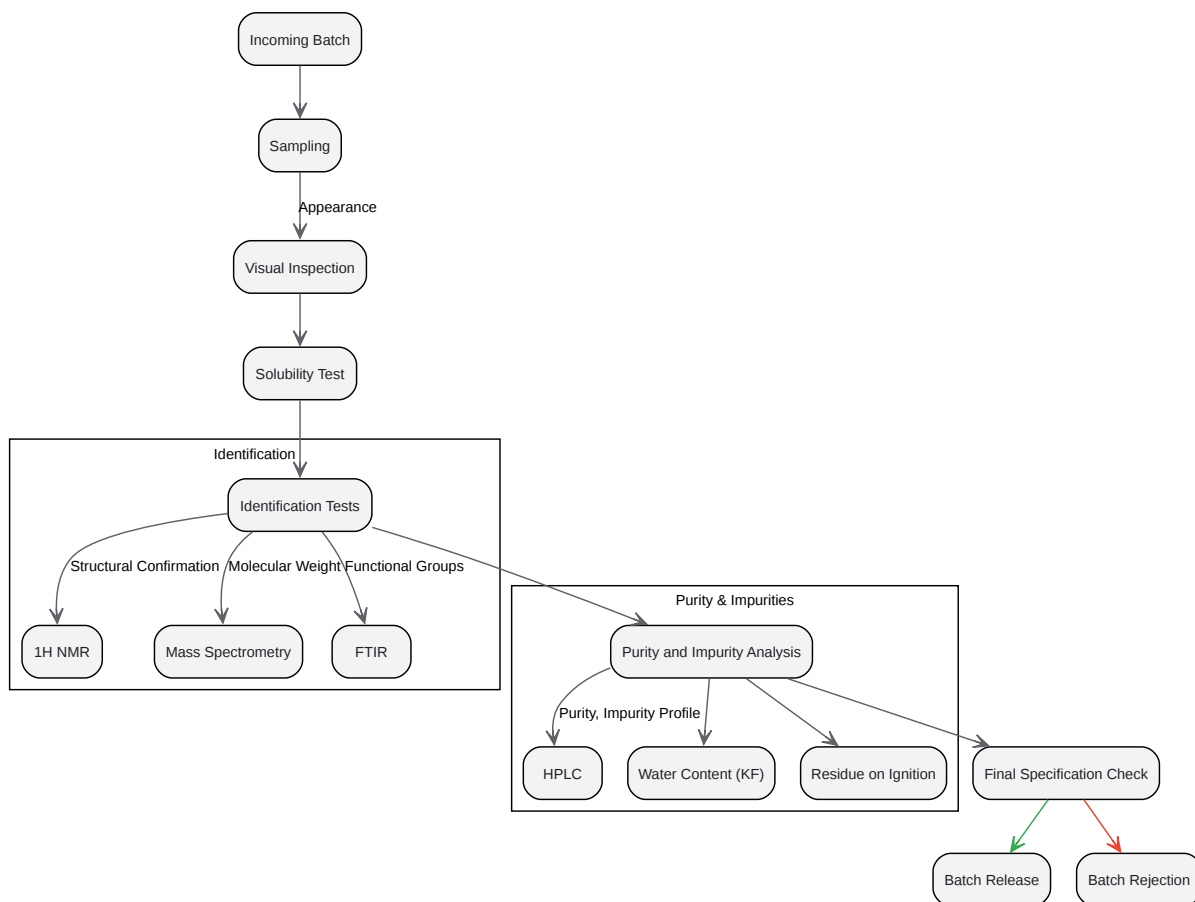 Incoming Batch
Sampling
Appearance
Visual Inspection
Solubility Test
Identification
Identification Tests
Structural Confirmation
Molecular Weight
Functional Groups
1H NMR
Mass Spectrometry
FTIR
Purity & Impurities
Purity and Impurity Analysis
Purity, Impurity Profile
HPLC
Water Content (KF)
Residue on Ignition
Final Specification Check
Batch Release
Batch Rejection